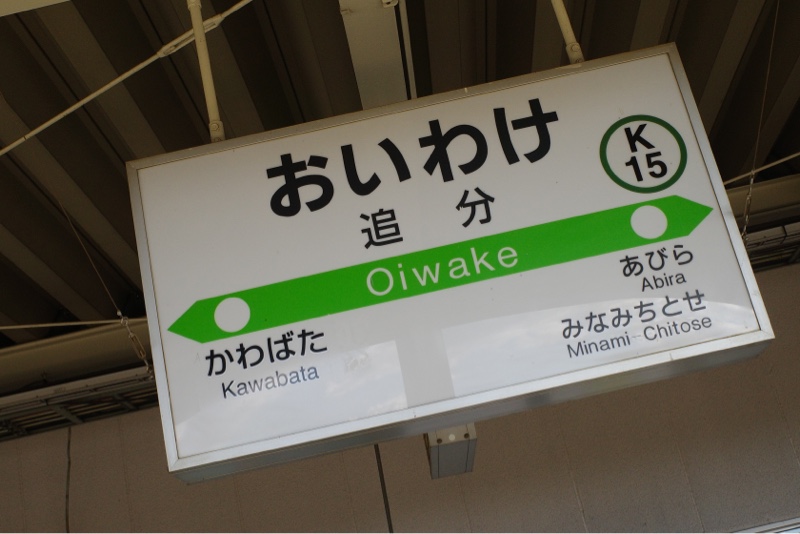 おいわけ
K
15
追分
Oiwake
かわばた
Kawabata
あびら
Abira
みなみちとせ
Minami-Chitose